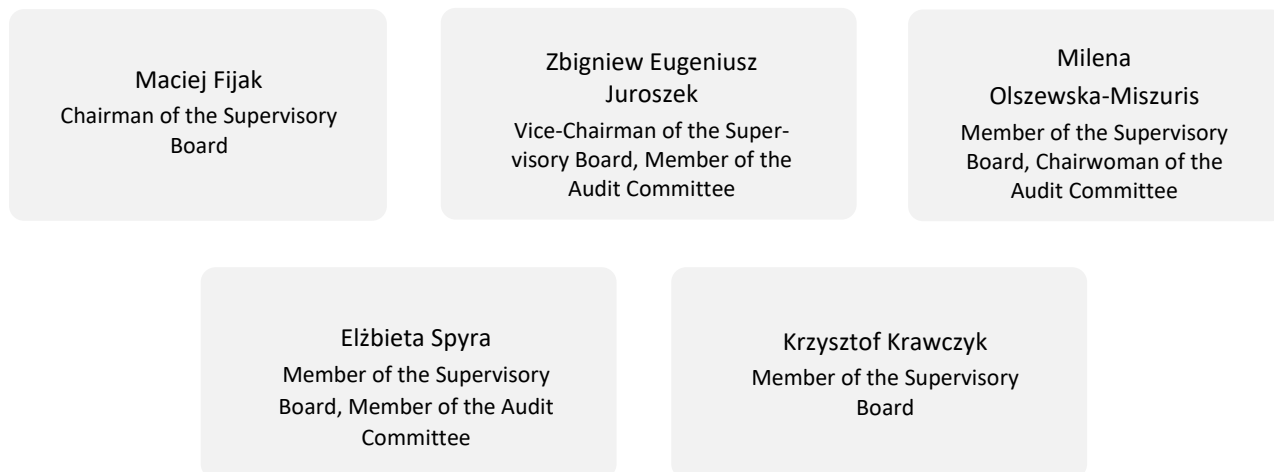 Maciej Fijak
Chairman of the Supervisory
Board
Zbigniew Eugeniusz
Juroszek
Vice-Chairman of the Super-
visory Board, Member of the
Audit Committee
Milena
Olszewska-Miszuris
Member of the Supervisory
Board, Chairwoman of the
Audit Committee
Elżbieta Spyra
Member of the Supervisory
Board, Member of the Audit
Committee
Krzysztof Krawczyk
Member of the Supervisory
Board